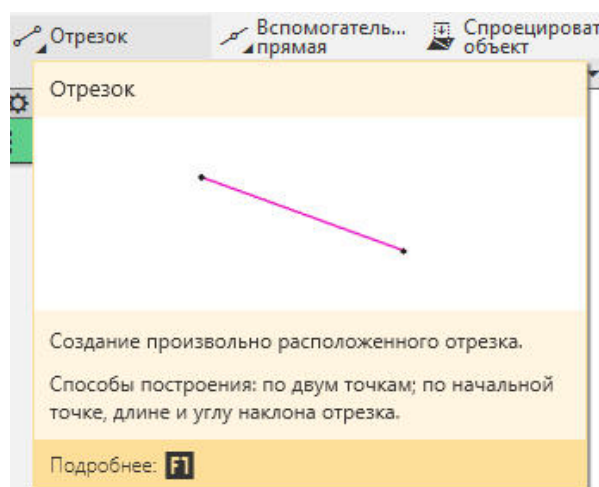 Отрезок
Вспомогатель...
прямая
Спроецироват
объект
Отрезок
Создание произвольно расположенного отрезка.
Способы построения: по двум точкам; по начальной
точке, длине и углу наклона отрезка.
Подробнее: F1